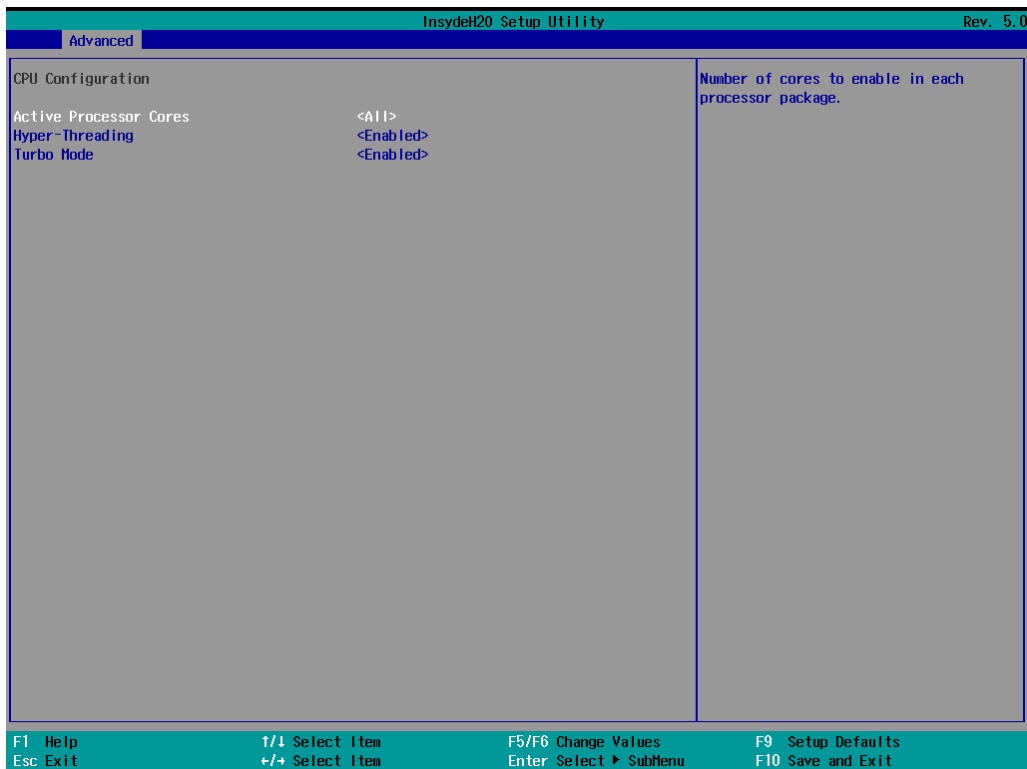 InsydeH20 Setup Utility Rev. 5.0
Advanced
CPU Configuration
Active Processor Cores <All>
Hyper-Threading <Enabled>
Turbo Mode <Enabled>
Number of cores to enable in each
processor package.
F1 Help ↑/↓ Select Item F5/F6 Change Values F9 Setup Defaults
Esc Exit ←/→ Select Item Enter Select ▶ SubMenu F10 Save and Exit